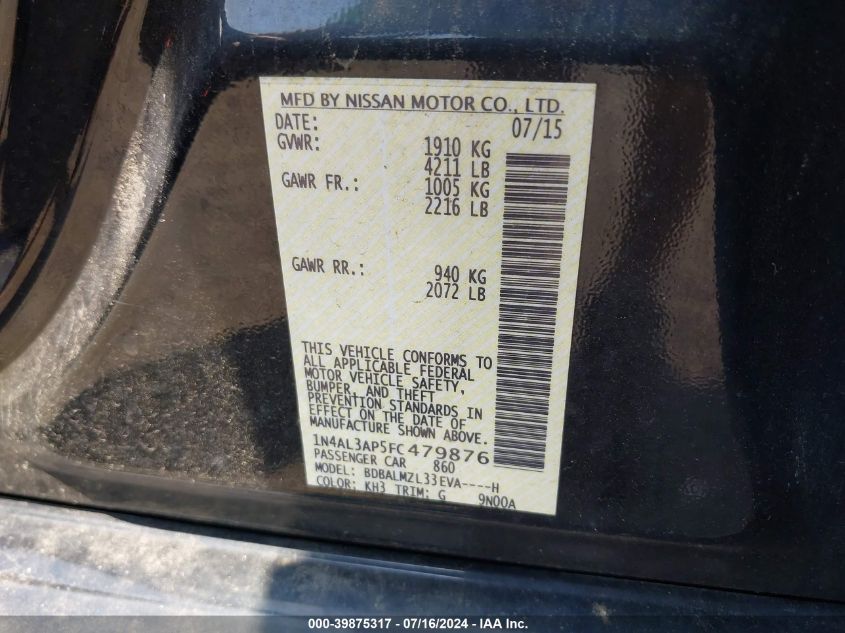 MFD BY NISSAN MOTOR CO., LTD.
DATE: 07/15
GVWR: 1910 KG
4211 LB
GAWR FR.: 1005 KG
2216 LB
GAWR RR.: 940 KG
2072 LB
THIS VEHICLE CONFORMS TO
ALL APPLICABLE FEDERAL
MOTOR VEHICLE SAFETY,
BUMPER, AND THEFT
PREVENTION STANDARDS IN
EFFECT ON THE DATE OF
MANUFACTURE SHOWN ABOVE.
1N4AL3AP5FC479876
PASSENGER CAR 860
MODEL: BDBALMZL33EVA----H
COLOR: KH3 TRIM: G 9N00A
000-39875317 / 07/16/2024 - IAA Inc.